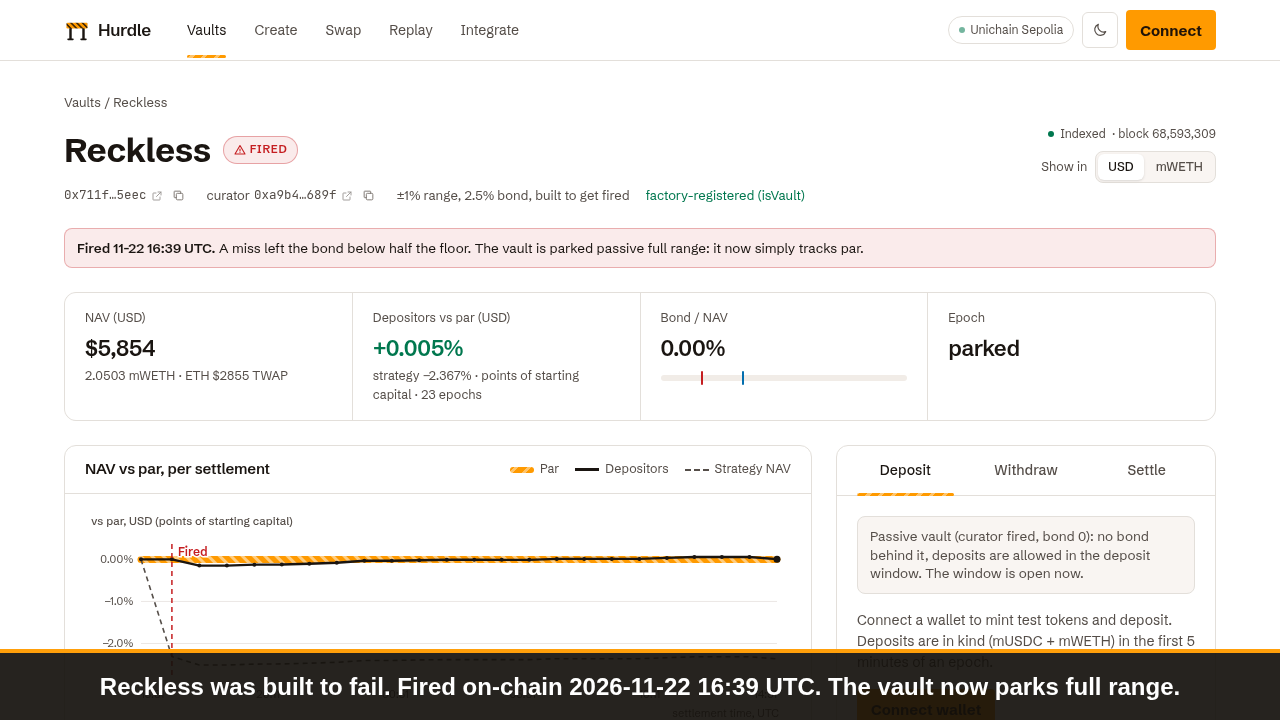 Hurdle
Vaults
Create
Swap
Replay
Integrate
Unichain Sepolia
Connect
Vaults / Reckless
Reckless
FIRED
Indexed · block 68,593,309
Show in
USD
mWETH
0x711f…5eec
curator 0xa9b4…689f
±1% range, 2.5% bond, built to get fired
factory-registered (isVault)
Fired 11-22 16:39 UTC. A miss left the bond below half the floor. The vault is parked passive full range: it now simply tracks par.
NAV (USD)
$5,854
2.0503 mWETH · ETH $2855 TWAP
Depositors vs par (USD)
+0.005%
strategy −2.367% · points of starting
capital · 23 epochs
Bond / NAV
0.00%
Epoch
parked
NAV vs par, per settlement
Par
Depositors
Strategy NAV
vs par, USD (points of starting capital)
Fired
0.00%
−1.0%
−2.0%
settlement time, UTC
Deposit
Withdraw
Settle
Passive vault (curator fired, bond 0): no bond
behind it, deposits are allowed in the deposit
window. The window is open now.
Connect a wallet to mint test tokens and deposit.
Deposits are in kind (mUSDC + mWETH) in the first 5
minutes of an epoch.
Connect wallet
Reckless was built to fail. Fired on-chain 2026-11-22 16:39 UTC. The vault now parks full range.